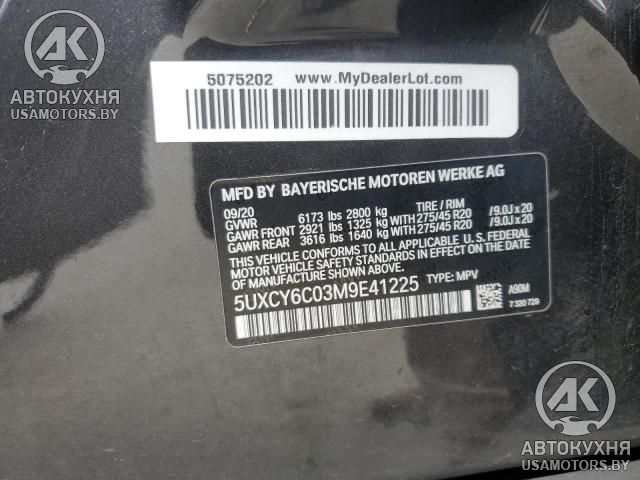 AK
АВТОКУХНЯ
USAMOTORS.BY
5075202 www.MyDealerLot.com
MFD BY BAYERISCHE MOTOREN WERKE AG
09/20 TIRE / RIM
GVWR 6173 lbs 2800 kg
GAWR FRONT 2921 lbs 1325 kg WITH 275/45 R20 /9.0J x 20
GAWR REAR 3616 lbs 1640 kg WITH 275/45 R20 /9.0J x 20
THIS VEHICLE CONFORMS TO ALL APPLICABLE U.S. FEDERAL
MOTOR VEHICLE SAFETY STANDARDS IN EFFECT ON THE DATE
OF MANUFACTURE SHOWN ABOVE.
5UXCY6C03M9E41225 TYPE: MPV
A90M
7 320 729
AK
АВТОКУХНЯ
USAMOTORS.BY